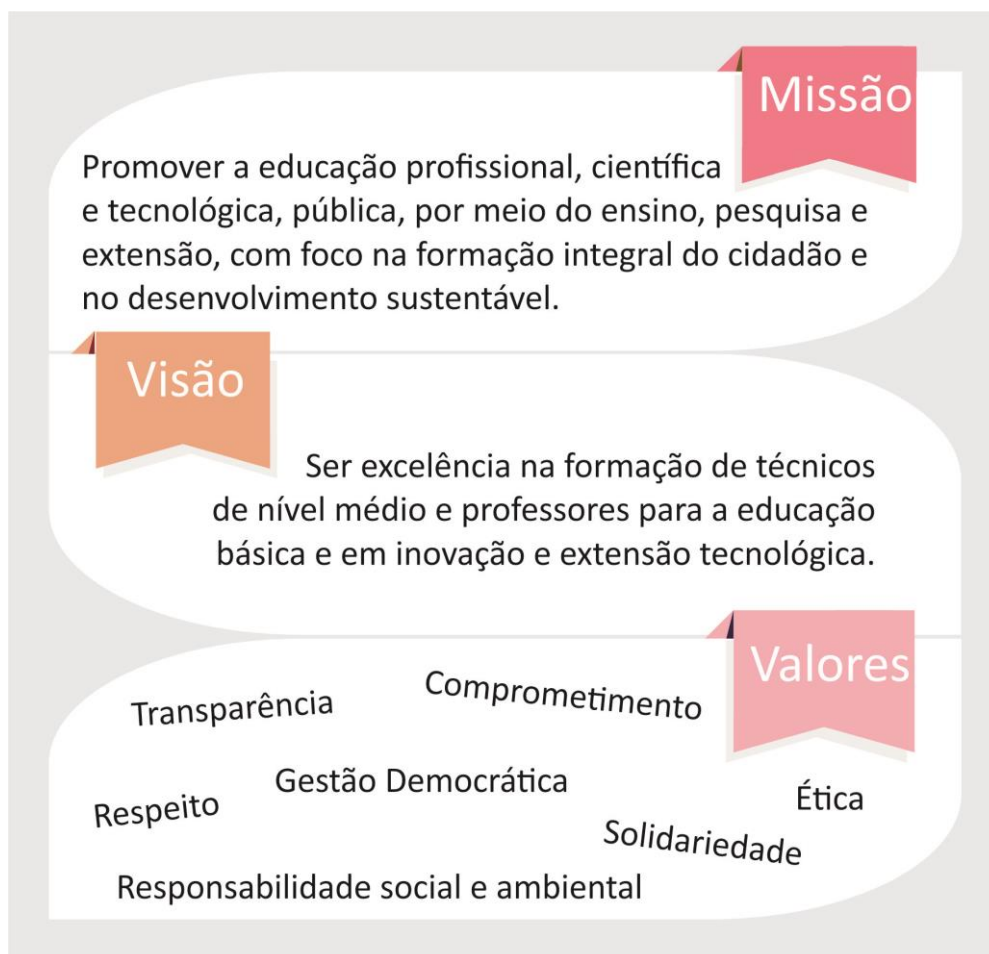 Missão
Promover a educação profissional, científica
e tecnológica, pública, por meio do ensino, pesquisa e
extensão, com foco na formação integral do cidadão e
no desenvolvimento sustentável.
Visão
Ser excelência na formação de técnicos
de nível médio e professores para a educação
básica e em inovação e extensão tecnológica.
Valores
Transparência
Comprometimento
Gestão Democrática
Respeito
Ética
Solidariedade
Responsabilidade social e ambiental